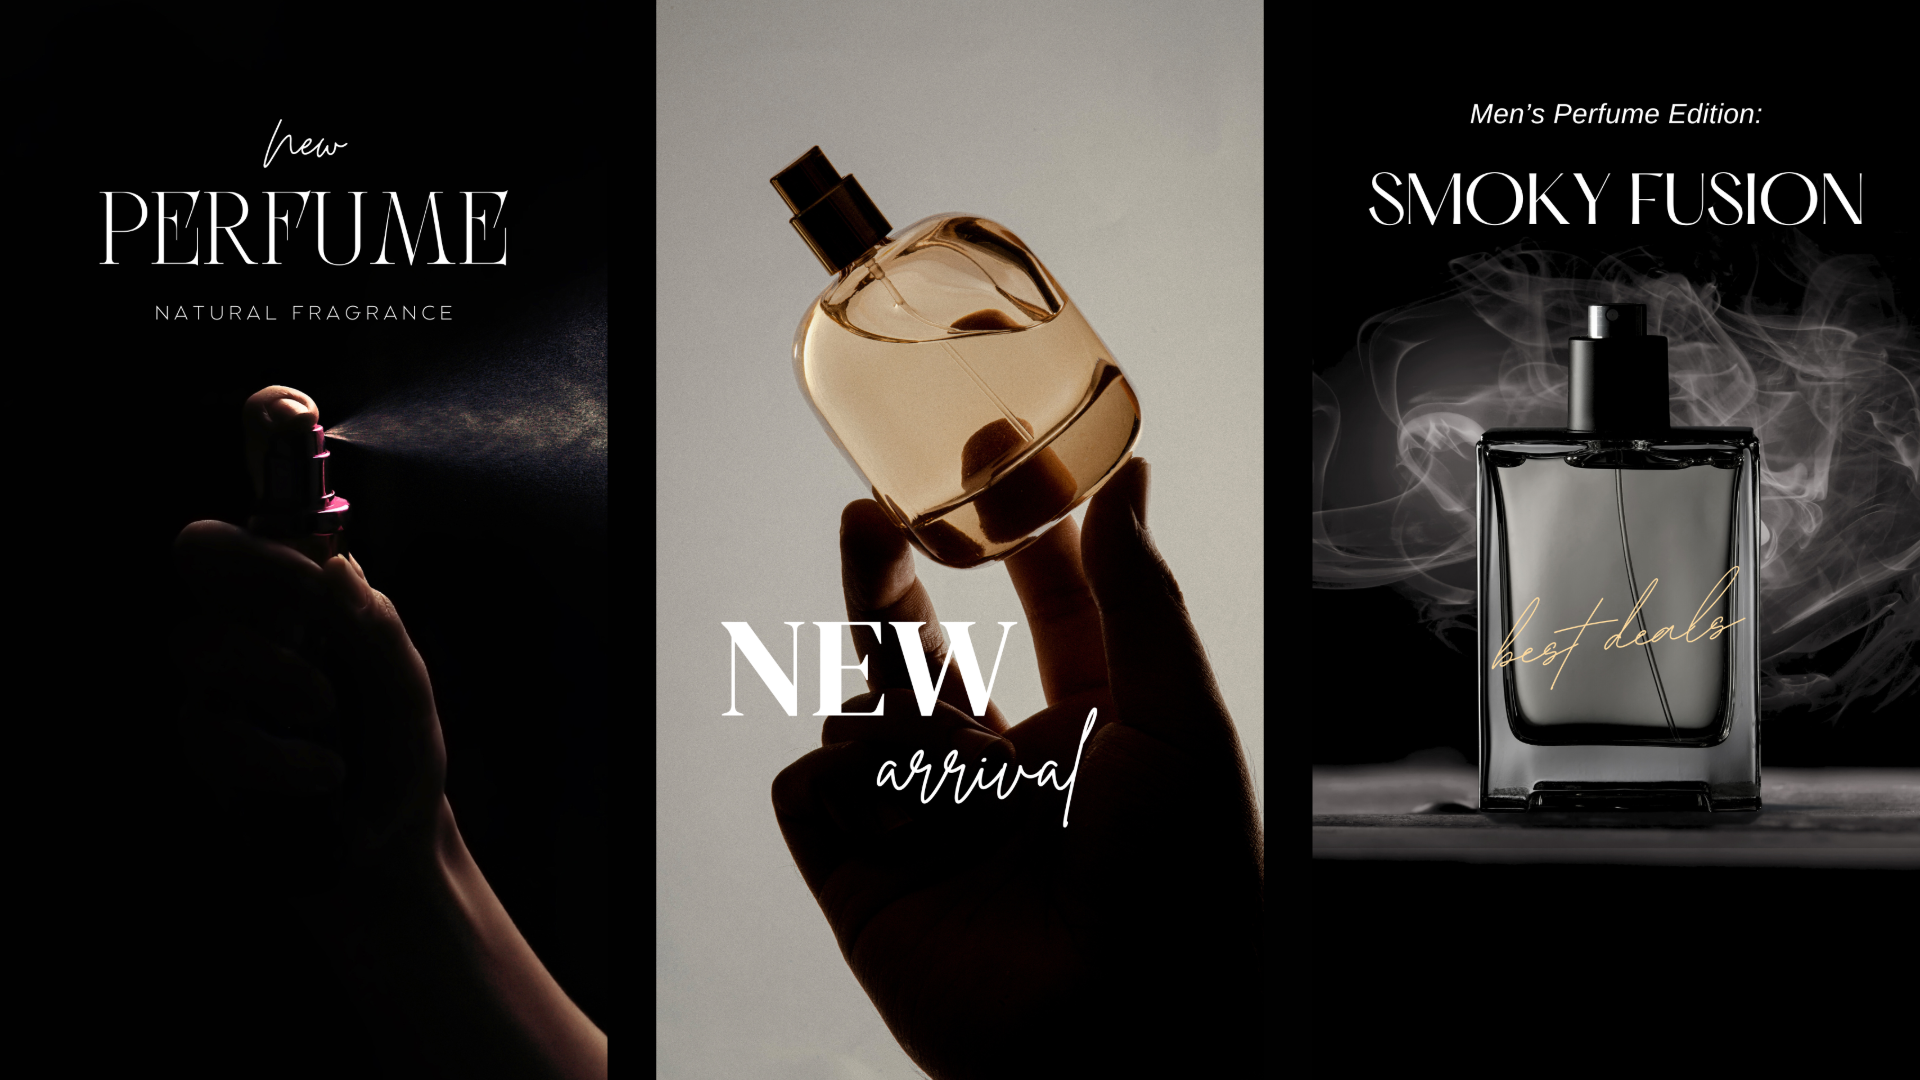 new
PERFUME
NATURAL FRAGRANCE
NEW
arrival
Men’s Perfume Edition:
SMOKY FUSION
best deals